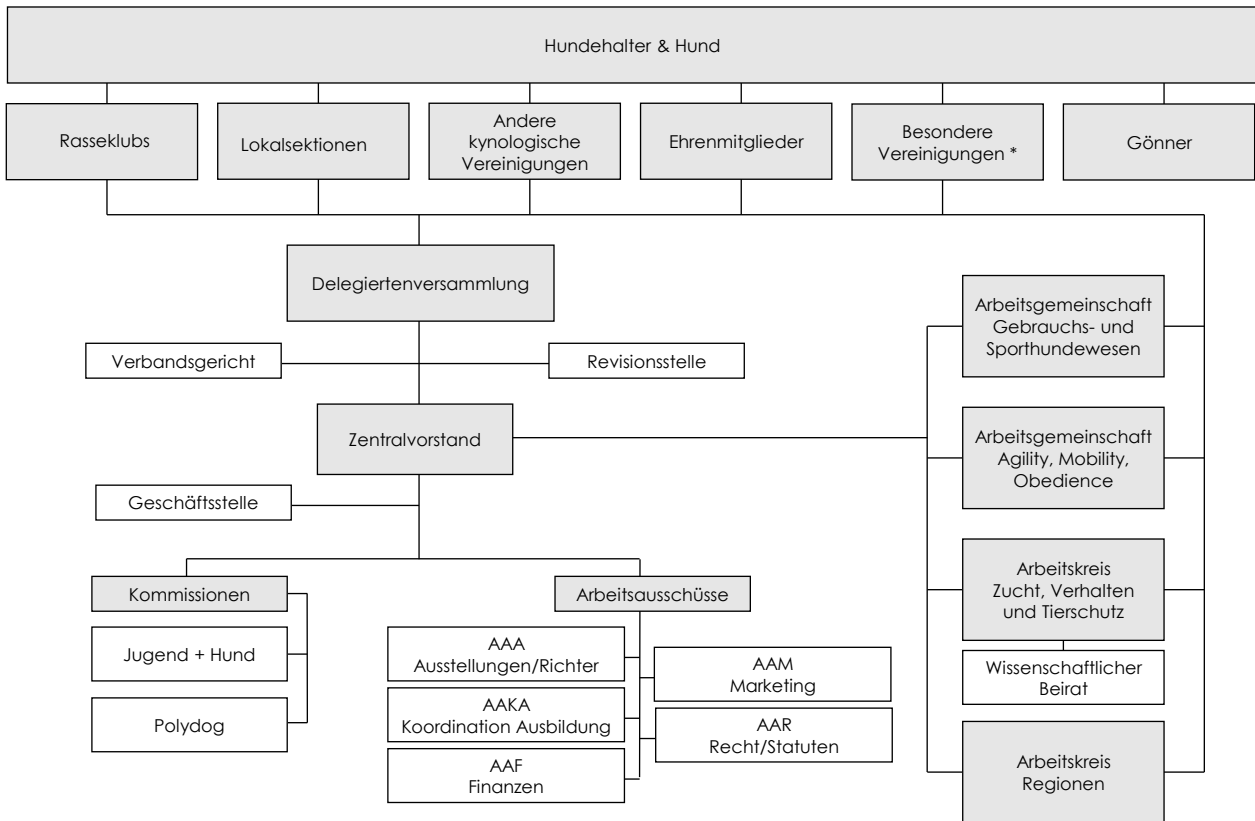 Hundehalter & Hund
Rasseklubs
Lokalsektionen
Andere
kynologische
Vereinigungen
Ehrenmitglieder
Besondere
Vereinigungen *
Gönner
Delegiertenversammlung
Verbandsgericht
Revisionsstelle
Zentralvorstand
Geschäftsstelle
Kommissionen
Jugend + Hund
Polydog
Arbeitsausschüsse
AAA
Ausstellungen/Richter
AAKA
Koordination Ausbildung
AAF
Finanzen
AAM
Marketing
AAR
Recht/Statuten
Arbeitsgemeinschaft
Gebrauchs- und
Sporthundewesen
Arbeitsgemeinschaft
Agility, Mobility,
Obedience
Arbeitskreis
Zucht, Verhalten
und Tierschutz
Wissenschaftlicher
Beirat
Arbeitskreis
Regionen